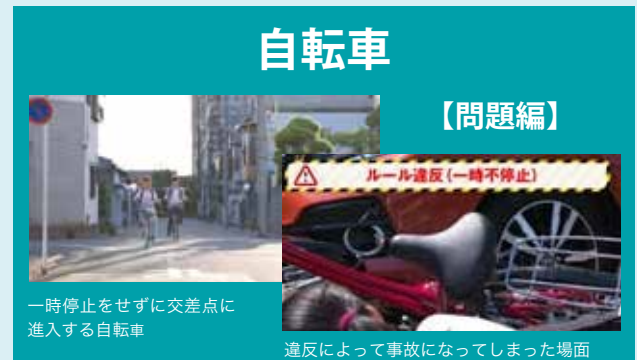 自転車
【問題編】
ルール違反(一時不停止)
一時停止をせずに交差点に
進入する自転車
違反によって事故になってしまった場面